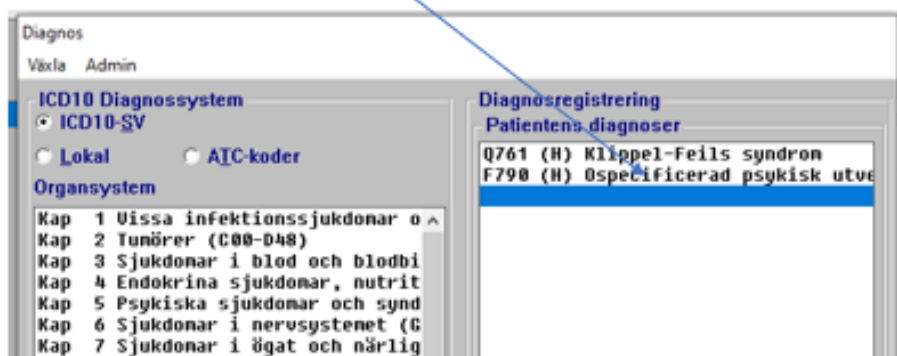 Diagnos
Växla Admin
ICD10 Diagnossystem
ICD10-SV
Lokal ATC-koder
Organsystem
Kap 1 Vissa infektionssjukdomar o
Kap 2 Tumörer (C00-D48)
Kap 3 Sjukdomar i blod och blodbi
Kap 4 Endokrina sjukdomar, nutrit
Kap 5 Psykiska sjukdomar och synd
Kap 6 Sjukdomar i nervsystemet (G
Kap 7 Sjukdomar i ögat och närlig
Diagnosregistrering
Patientens diagnoser
Q761 (H) Klippel-Feils syndrom
F790 (H) Ospecificerad psykisk utve